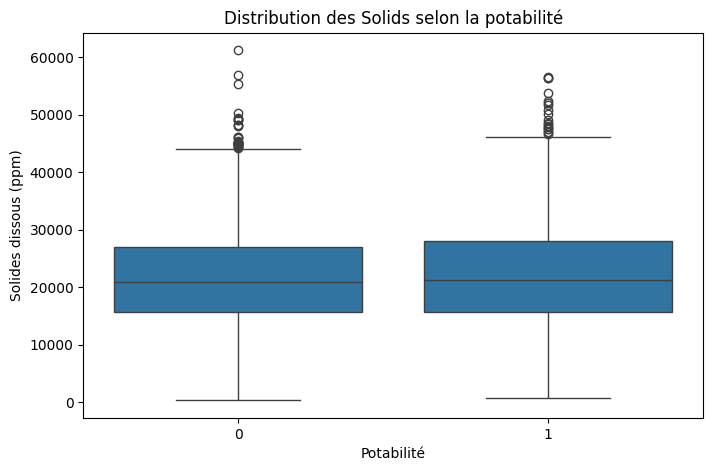 Distribution des Solids selon la potabilité
Solides dissous (ppm)
60000
50000
40000
30000
20000
10000
0
0 1
Potabilité